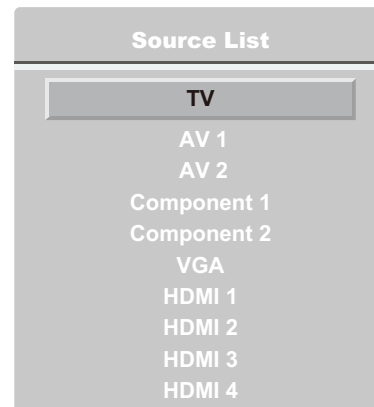 Source List
TV
AV 1
AV 2
Component 1
Component 2
VGA
HDMI 1
HDMI 2
HDMI 3
HDMI 4